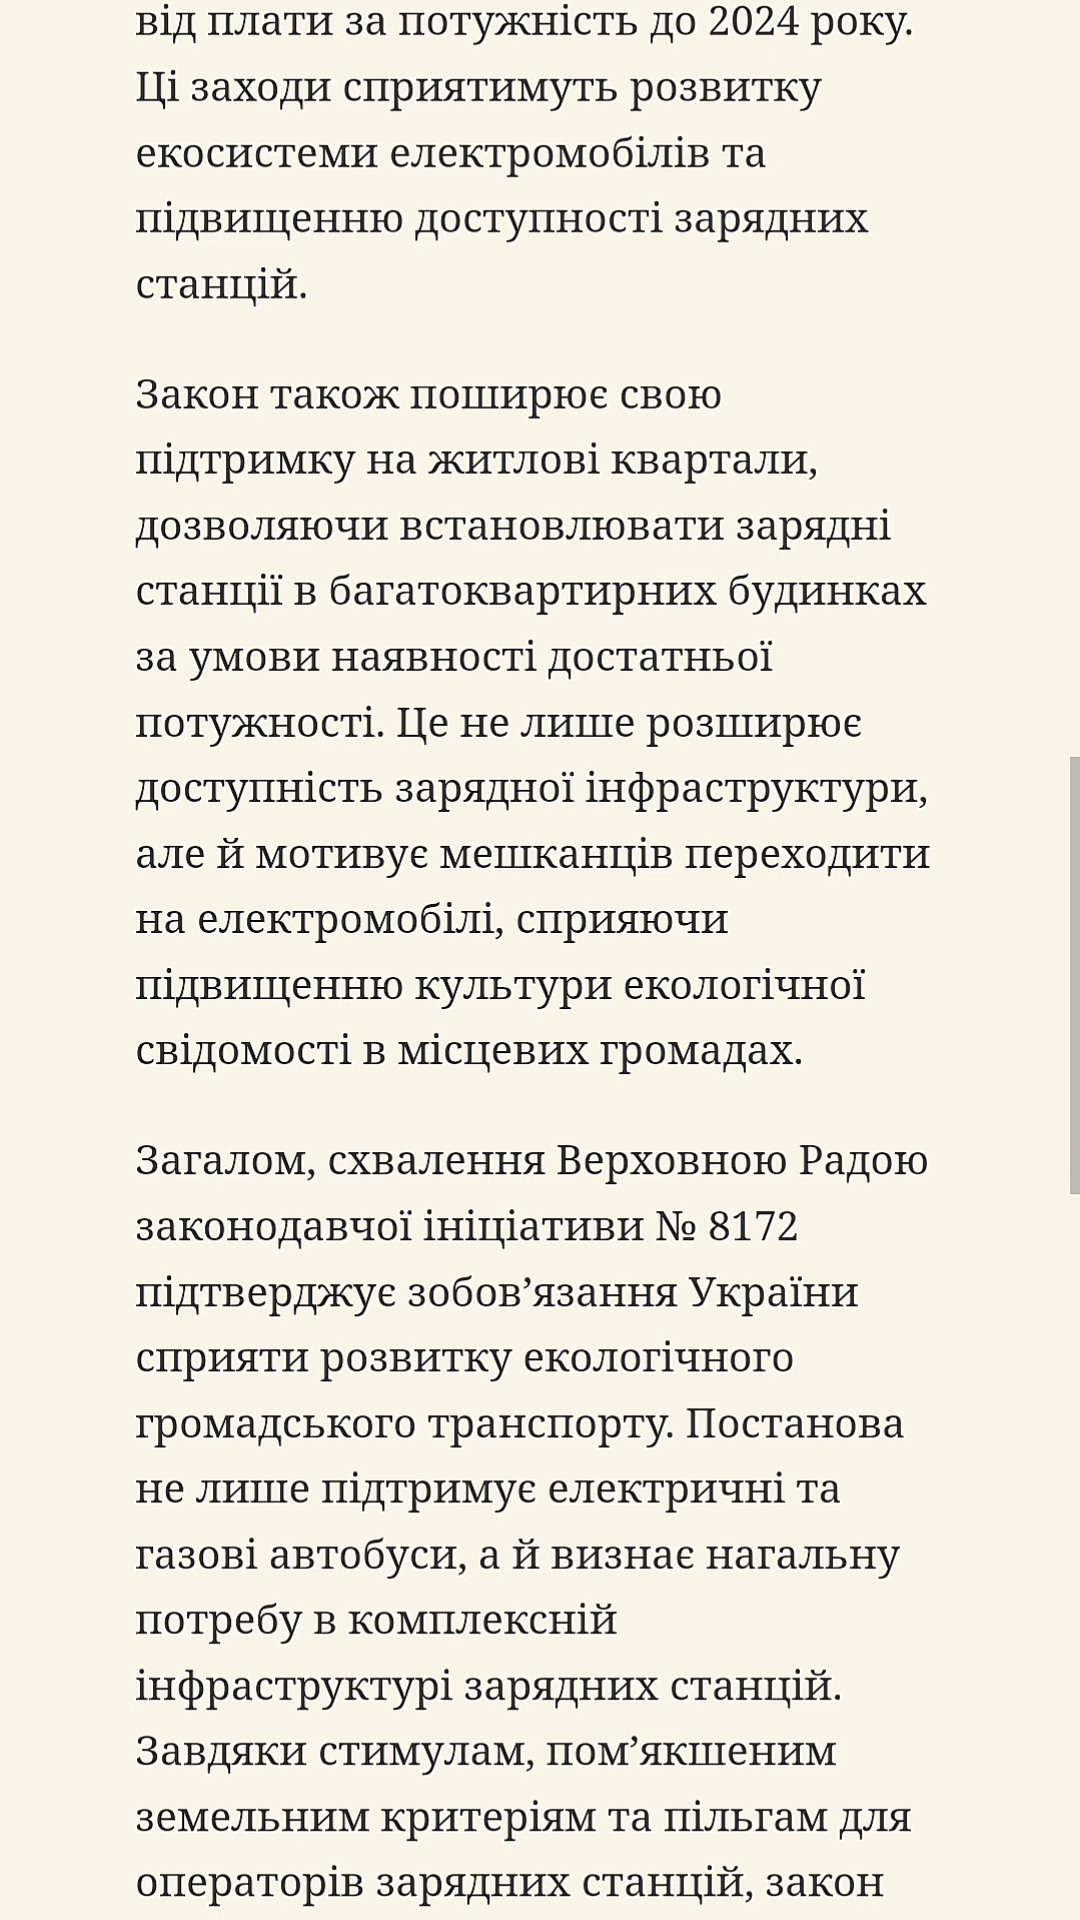 від плати за потужність до 2024 року.
Ці заходи сприятимуть розвитку
екосистеми електромобілів та
підвищенню доступності зарядних
станцій.
Закон також поширює свою
підтримку на житлові квартали,
дозволяючи встановлювати зарядні
станції в багатоквартирних будинках
за умови наявності достатньої
потужності. Це не лише розширює
доступність зарядної інфраструктури,
але й мотивує мешканців переходити
на електромобілі, сприяючи
підвищенню культури екологічної
свідомості в місцевих громадах.
Загалом, схвалення Верховною Радою
законодавчої ініціативи № 8172
підтверджує зобов’язання України
сприяти розвитку екологічного
громадського транспорту. Постанова
не лише підтримує електричні та
газові автобуси, а й визнає нагальну
потребу в комплексній
інфраструктурі зарядних станцій.
Завдяки стимулам, пом’якшеним
земельним критеріям та пільгам для
операторів зарядних станцій, закон